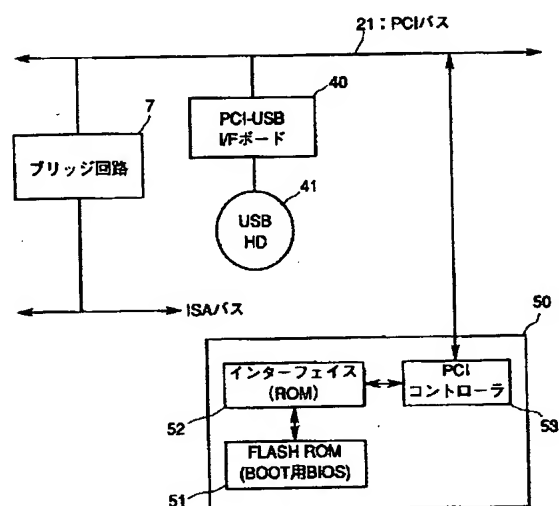 21：PCIバス
7
40
PCI-USB
I/Fボード
ブリッジ回路
41
USB
HD
ISAバス
50
インターフェイス
(ROM)
PCI
コントローラ
52
53
FLASH ROM
(BOOT用BIOS)
51